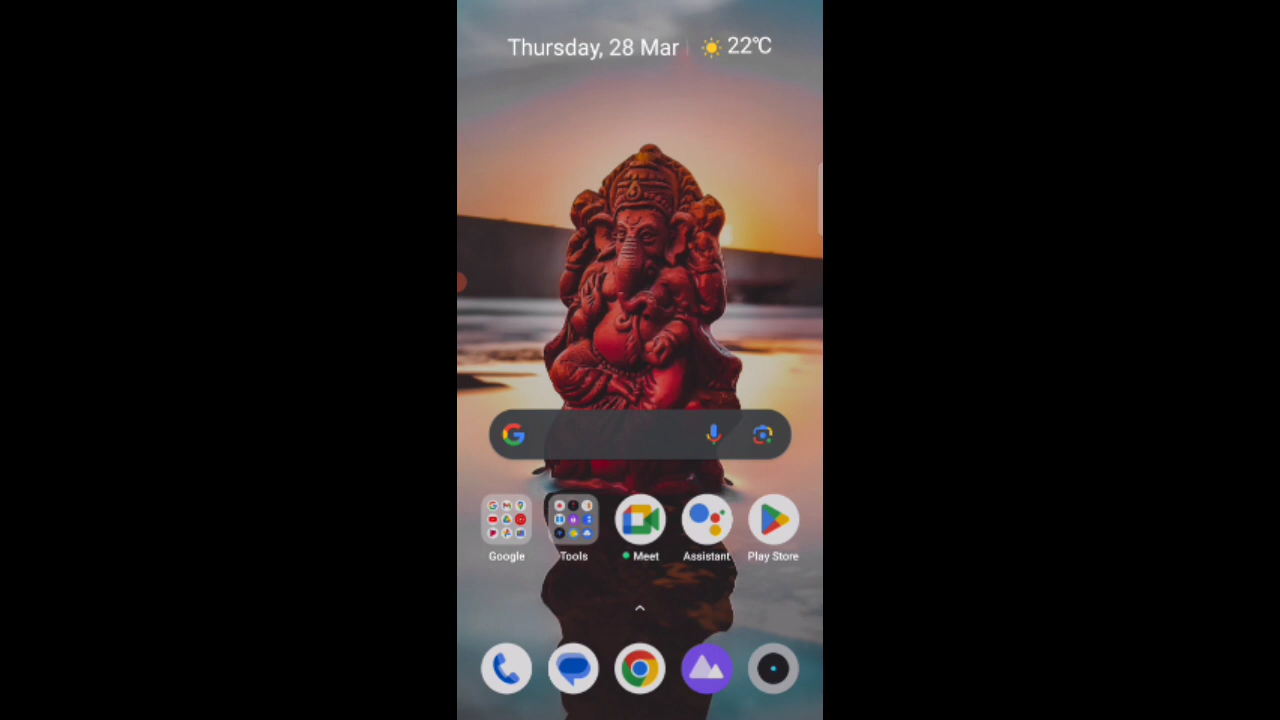 Thursday, 28 Mar | 22°C
Google
Tools
Meet
Assistant
Play Store